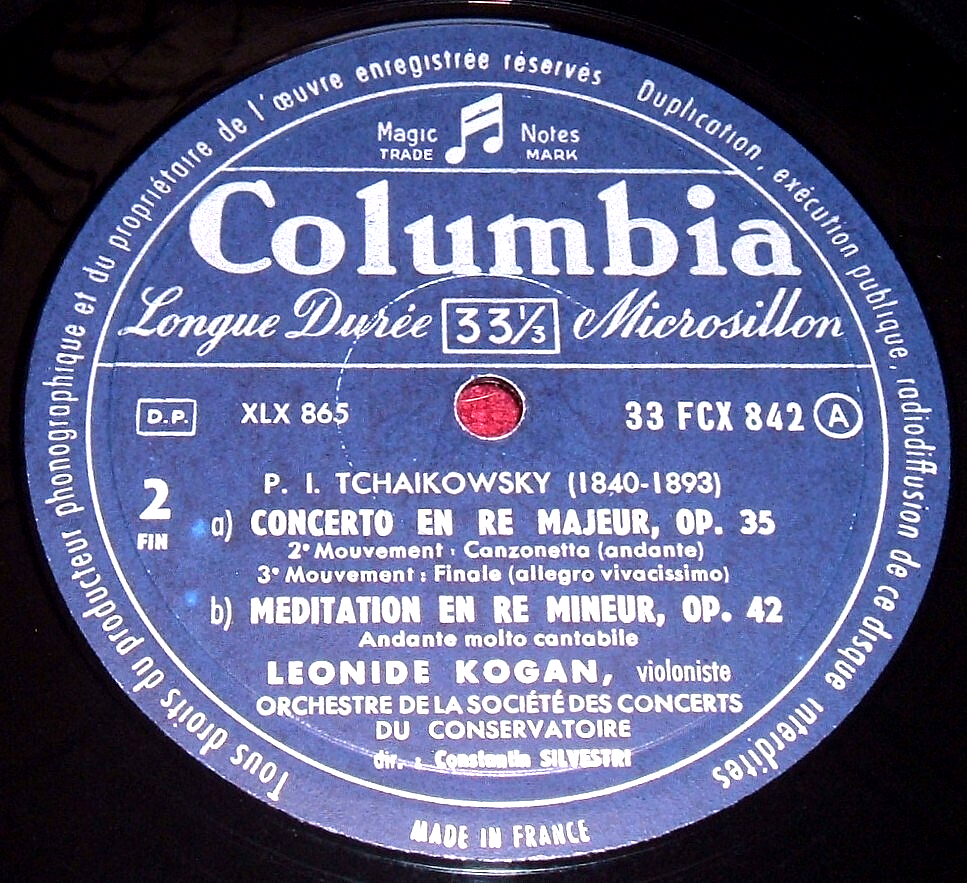 Tous droits du producteur phonographique et du propriétaire de l'œuvre enregistrée réservés Duplication, exécution publique, radiodiffusion de ce disque interdites
Magic Notes
TRADE MARK
Columbia
Longue Durée 33⅓ Microsillon
D.P. XLX 865 33 FCX 842 A
P. I. TCHAIKOWSKY (1840-1893)
2 a) CONCERTO EN RE MAJEUR, OP. 35
FIN 2e Mouvement : Canzonetta (andante)
3e Mouvement : Finale (allegro vivacissimo)
b) MEDITATION EN RE MINEUR, OP. 42
Andante molto cantabile
LEONIDE KOGAN, violoniste
ORCHESTRE DE LA SOCIÉTÉ DES CONCERTS
DU CONSERVATOIRE
dir. : Constantin SILVESTRI
MADE IN FRANCE